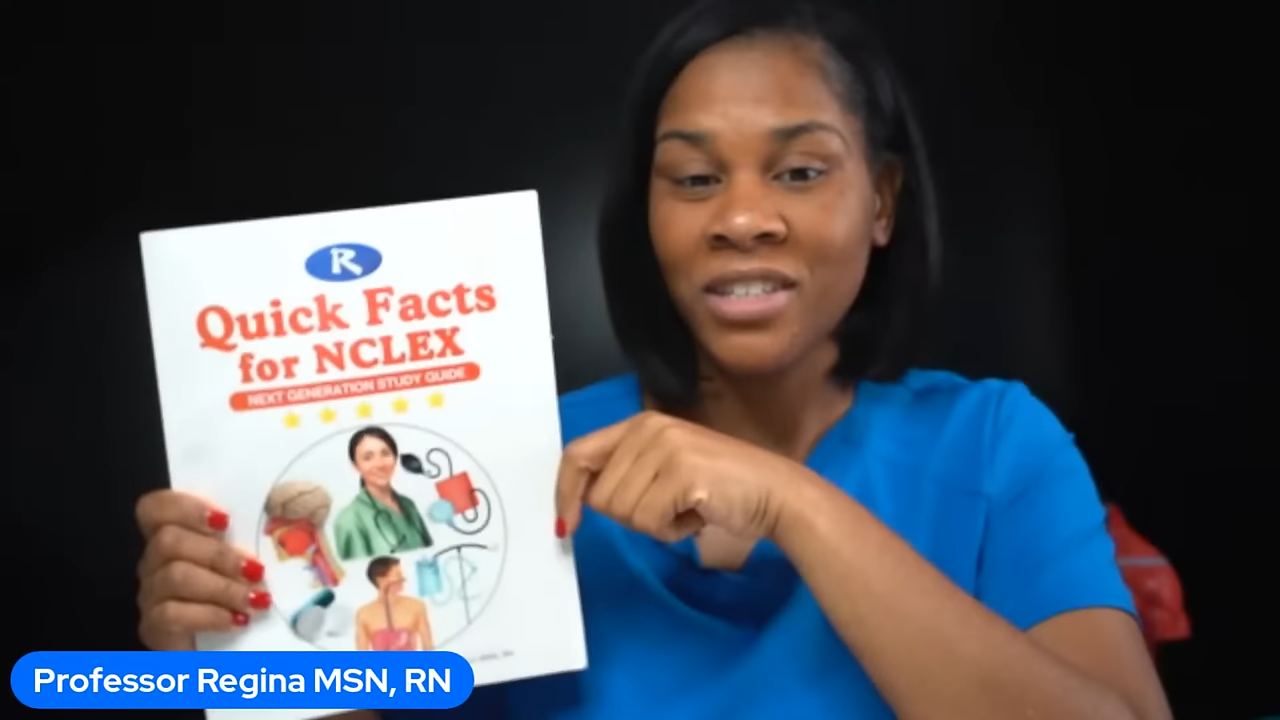 R
Quick Facts
for NCLEX
NEXT GENERATION STUDY GUIDE
Professor Regina MSN, RN